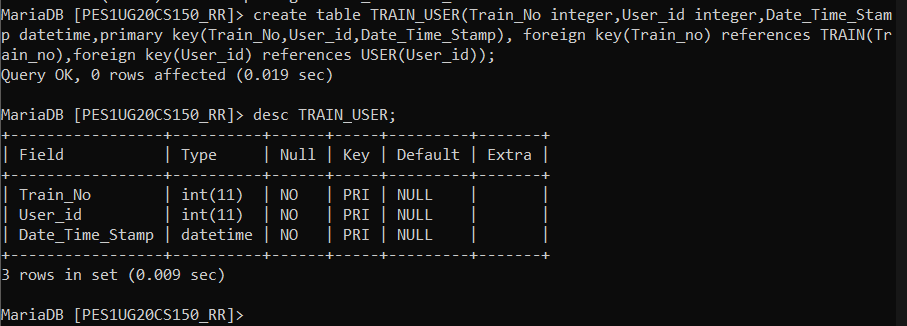 MariaDB [PES1UG20CS150_RR]> create table TRAIN_USER(Train_No integer,User_id integer,Date_Time_Stam
p datetime,primary key(Train_No,User_id,Date_Time_Stamp), foreign key(Train_no) references TRAIN(Tr
ain_no),foreign key(User_id) references USER(User_id));
Query OK, 0 rows affected (0.019 sec)
MariaDB [PES1UG20CS150_RR]> desc TRAIN_USER;
+-----------------+----------+------+-----+---------+-------+
| Field           | Type     | Null | Key | Default | Extra |
+-----------------+----------+------+-----+---------+-------+
| Train_No        | int(11)  | NO   | PRI | NULL    |       |
| User_id         | int(11)  | NO   | PRI | NULL    |       |
| Date_Time_Stamp | datetime | NO   | PRI | NULL    |       |
+-----------------+----------+------+-----+---------+-------+
3 rows in set (0.009 sec)
MariaDB [PES1UG20CS150_RR]>